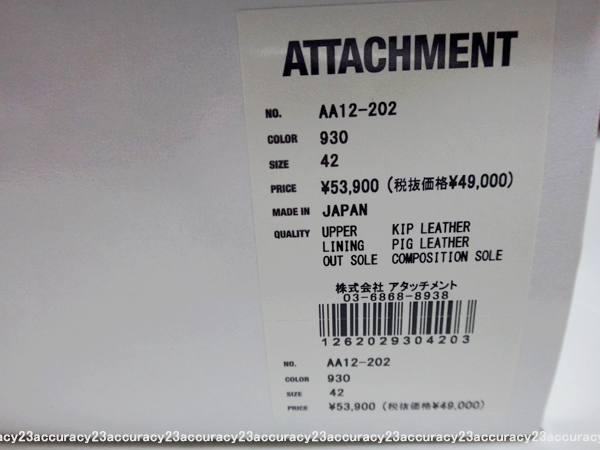 ATTACHMENT
NO. AA12-202
COLOR 930
SIZE 42
PRICE ¥53,900 (税抜価格¥49,000)
MADE IN JAPAN
QUALITY UPPER KIP LEATHER
LINING PIG LEATHER
OUT SOLE COMPOSITION SOLE
株式会社 アタッチメント
03-6868-8938
1262029304203
NO. AA12-202
COLOR 930
SIZE 42
PRICE ¥53,900 (税抜価格¥49,000)
acy23accuracy23accuracy23accuracy23accuracy23accuracy23accuracy23accuracy23accura